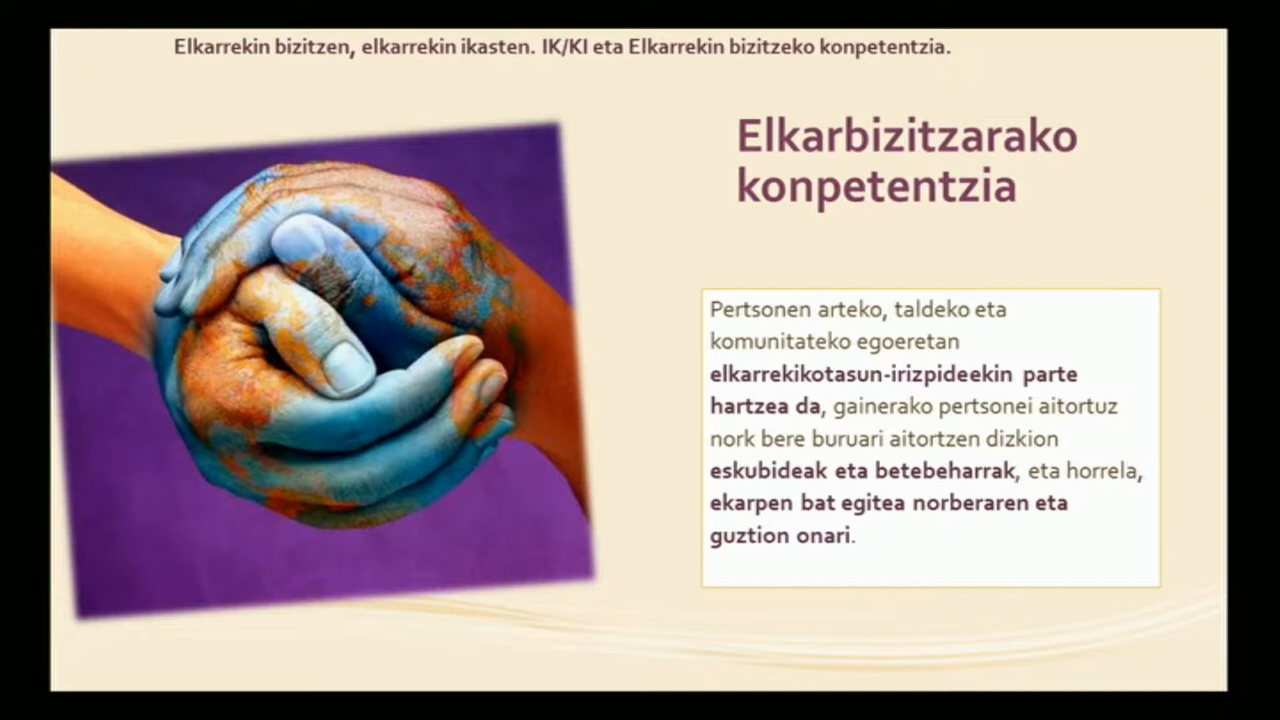 Elkarrekin bizitzen, elkarrekin ikasten. IK/KI eta Elkarrekin bizitzeko konpetentzia.
Elkarbizitzarako
konpetentzia
Pertsonen arteko, taldeko eta
komunitateko egoeretan
elkarrekikotasun-irizpideekin parte
hartzea da, gainerako pertsonei aitortuz
nork bere buruari aitortzen dizkion
eskubideak eta betebeharrak, eta horrela,
ekarpen bat egitea norberaren eta
guztion onari.